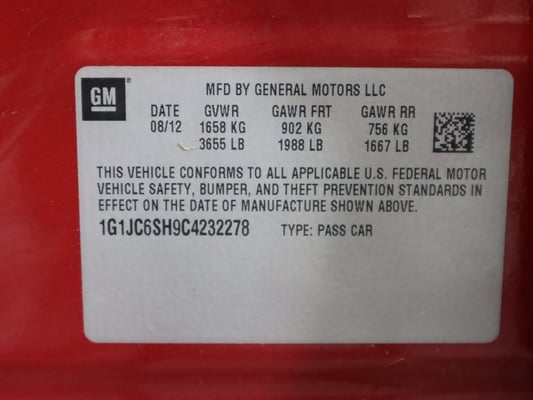 GM
MFD BY GENERAL MOTORS LLC
DATE GVWR GAWR FRT GAWR RR
08/12 1658 KG 902 KG 756 KG
3655 LB 1988 LB 1667 LB
THIS VEHICLE CONFORMS TO ALL APPLICABLE U.S. FEDERAL MOTOR
VEHICLE SAFETY, BUMPER, AND THEFT PREVENTION STANDARDS IN
EFFECT ON THE DATE OF MANUFACTURE SHOWN ABOVE.
1G1JC6SH9C4232278 TYPE: PASS CAR